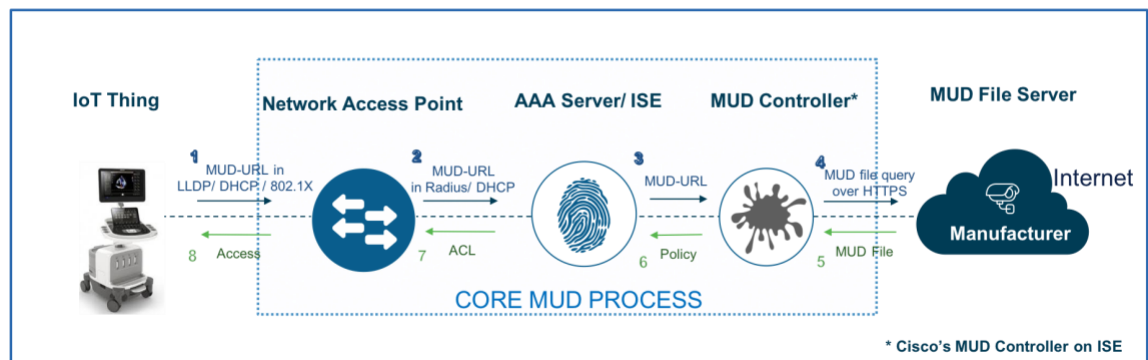 IoT Thing
Network Access Point
AAA Server/ ISE
MUD Controller*
MUD File Server
1
MUD-URL in
LLDP/ DHCP / 802.1X
2
MUD-URL
in Radius/ DHCP
3
MUD-URL
4
MUD file query
over HTTPS
Internet
Manufacturer
8 Access
7 ACL
6 Policy
5 MUD File
CORE MUD PROCESS
* Cisco's MUD Controller on ISE